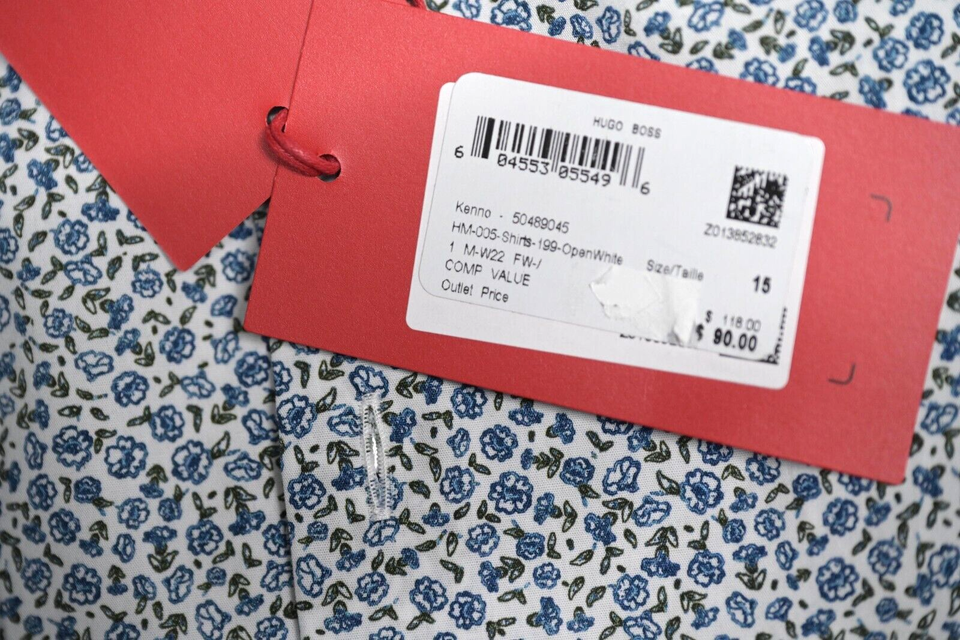 HUGO BOSS
6 04553 05549 6
Z013852832
Kenno - 50489045
HM-005-Shirts-199-OpenWhite
Size/Taille
1 M-W22 FW-/
15
COMP VALUE
$ 118.00
Outlet Price
$ 90.00